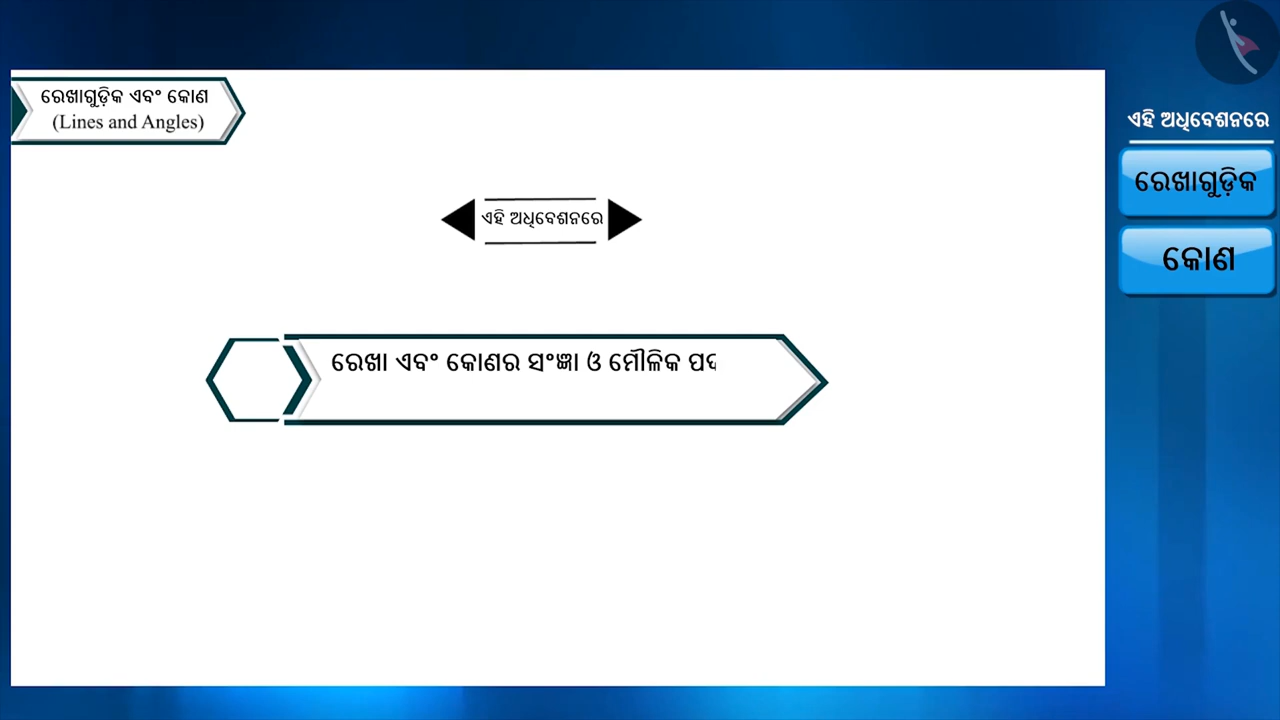 ରେଖାଗୁଡ଼ିକ ଏବଂ କୋଣ
(Lines and Angles)
ଏହି ଅଧିବେଶନରେ
ରେଖା ଏବଂ କୋଣର ସଂଜ୍ଞା ଓ ମୌଳିକ
ଏହି ଅଧିବେଶନରେ
ରେଖାଗୁଡ଼ିକ
କୋଣ